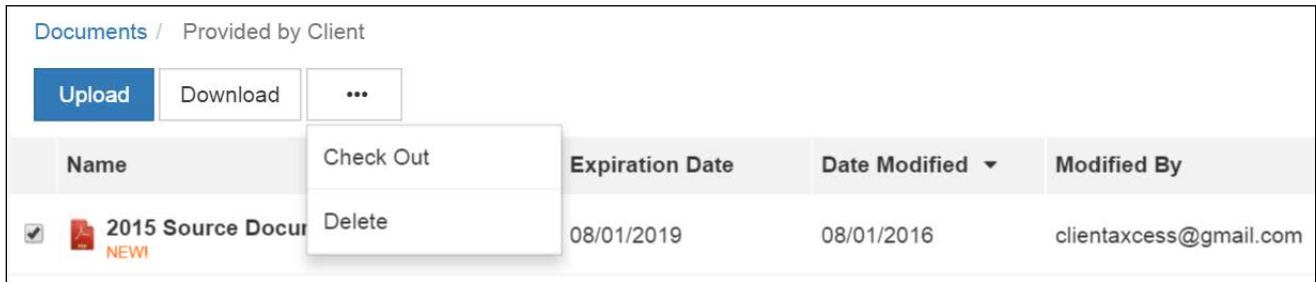 Documents / Provided by Client
Upload Download •••
Check Out
Name Expiration Date Date Modified Modified By
Delete
2015 Source 08/01/2019 08/01/2016 clientaxcess@gmail.com
NEW!